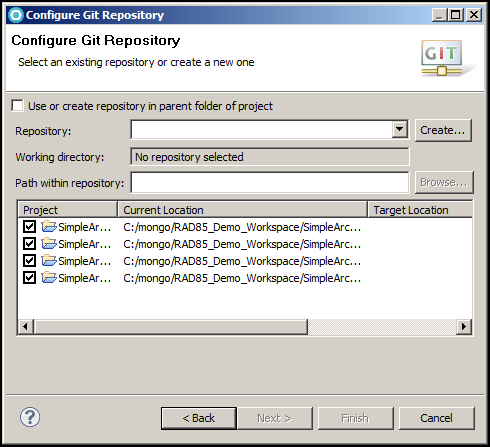 Configure Git Repository
Configure Git Repository
Select an existing repository or create a new one
GIT
Use or create repository in parent folder of project
Repository: Create...
Working directory: No repository selected
Path within repository: Browse...
Project Current Location Target Location
SimpleAr... C:/mongo/RAD85_Demo_Workspace/SimpleArc...
SimpleAr... C:/mongo/RAD85_Demo_Workspace/SimpleArc...
SimpleAr... C:/mongo/RAD85_Demo_Workspace/SimpleArc...
SimpleAr... C:/mongo/RAD85_Demo_Workspace/SimpleArc...
? < Back Next > Finish Cancel